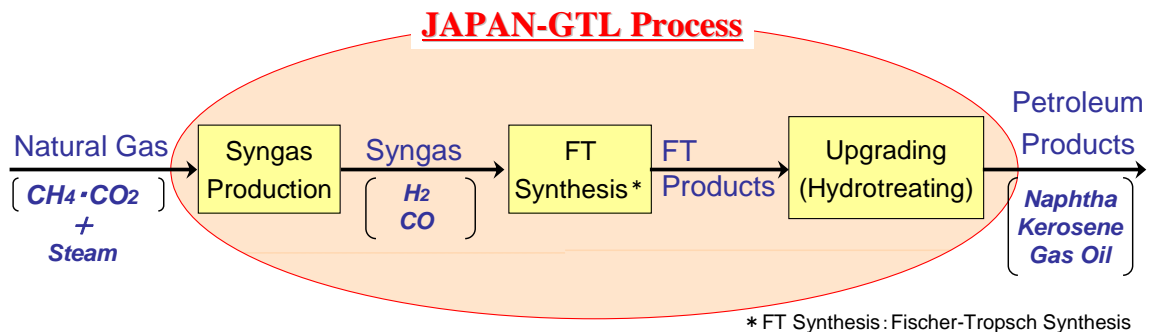 JAPAN-GTL Process
Natural Gas
CH4・CO2
+
Steam
Syngas
Production
Syngas
H2
CO
FT
Synthesis*
FT
Products
Upgrading
(Hydrotreating)
Petroleum
Products
Naphtha
Kerosene
Gas Oil
* FT Synthesis:Fischer-Tropsch Synthesis